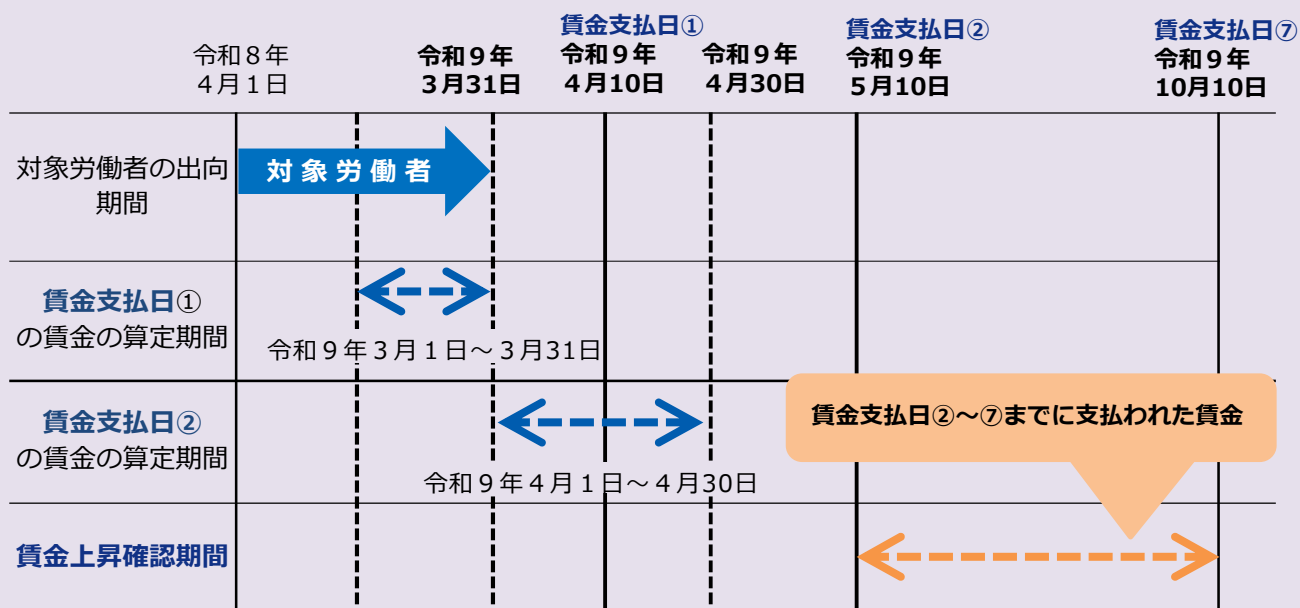 令和８年
４月１日
令和９年
３月31日
賃金支払日①
令和９年
４月10日
令和９年
４月30日
賃金支払日②
令和９年
５月10日
賃金支払日⑦
令和９年
10月10日
対象労働者の出向
期間
対象労働者
賃金支払日①
の賃金の算定期間
令和９年３月１日～３月31日
賃金支払日②
の賃金の算定期間
令和９年４月１日～４月30日
賃金支払日②～⑦までに支払われた賃金
賃金上昇確認期間